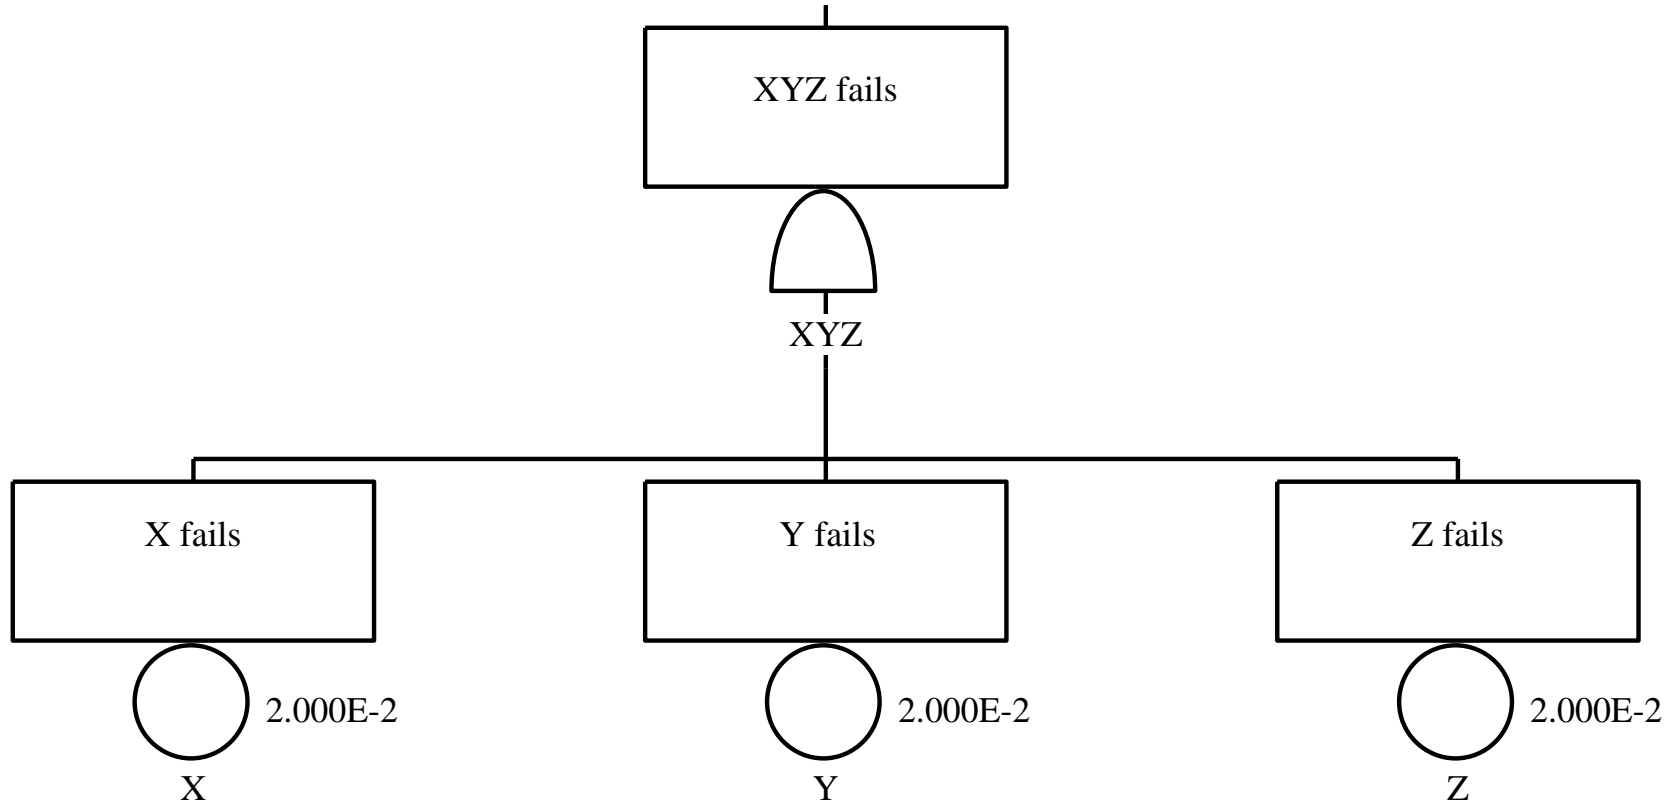 XYZ fails
XYZ
X fails
Y fails
Z fails
2.000E-2
2.000E-2
2.000E-2
X
Y
Z